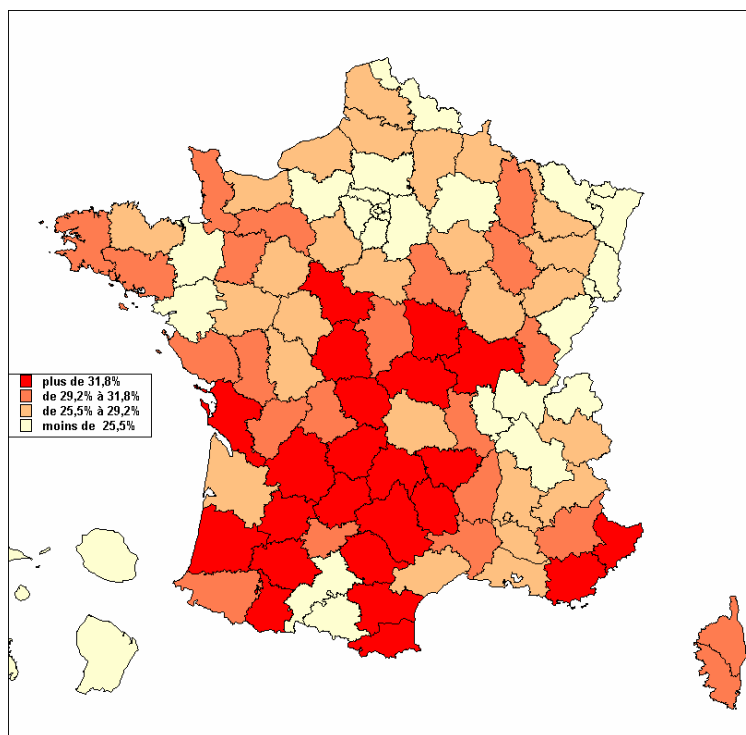 plus de 31,8%
de 29,2% à 31,8%
de 25,5% à 29,2%
moins de 25,5%